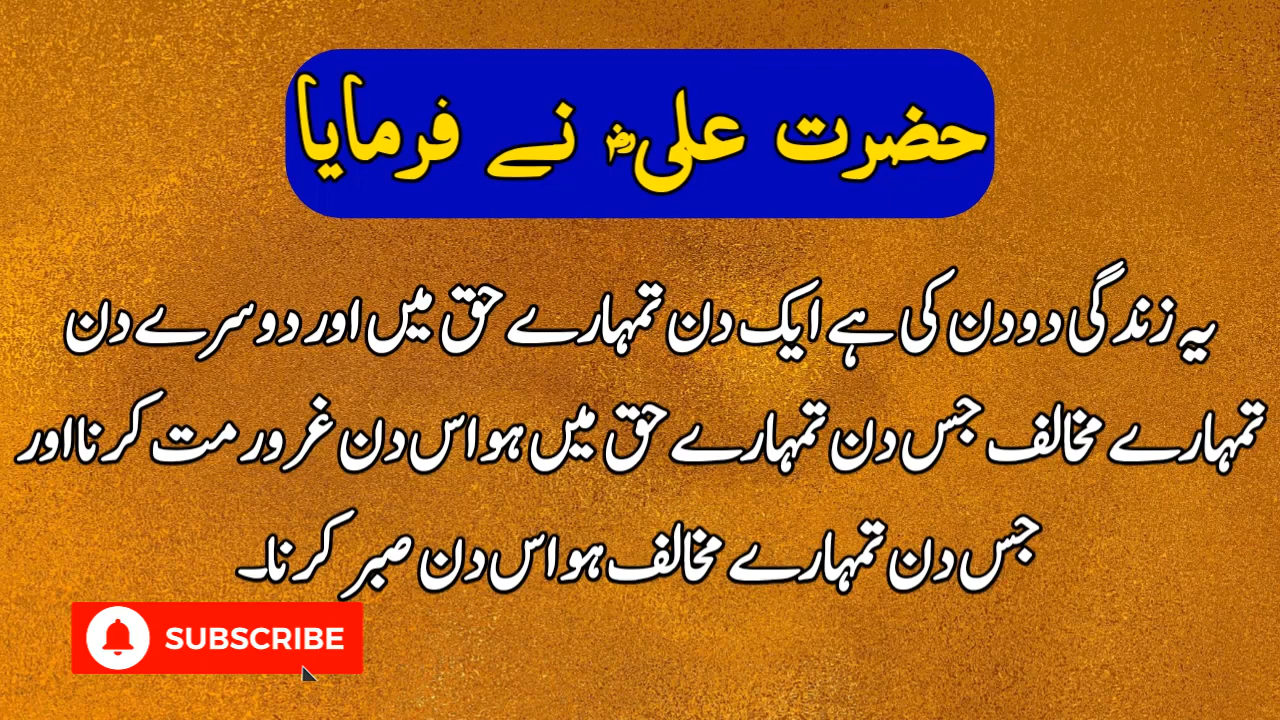 حضرت علیؓ نے فرمایا
یہ زندگی دو دن کی ہے ایک دن تمہارے حق میں اور دوسرے دن
تمہارے مخالف جس دن تمہارے حق میں ہو اس دن غرور مت کرنا اور
جس دن تمہارے مخالف ہو اس دن صبر کرنا۔
SUBSCRIBE